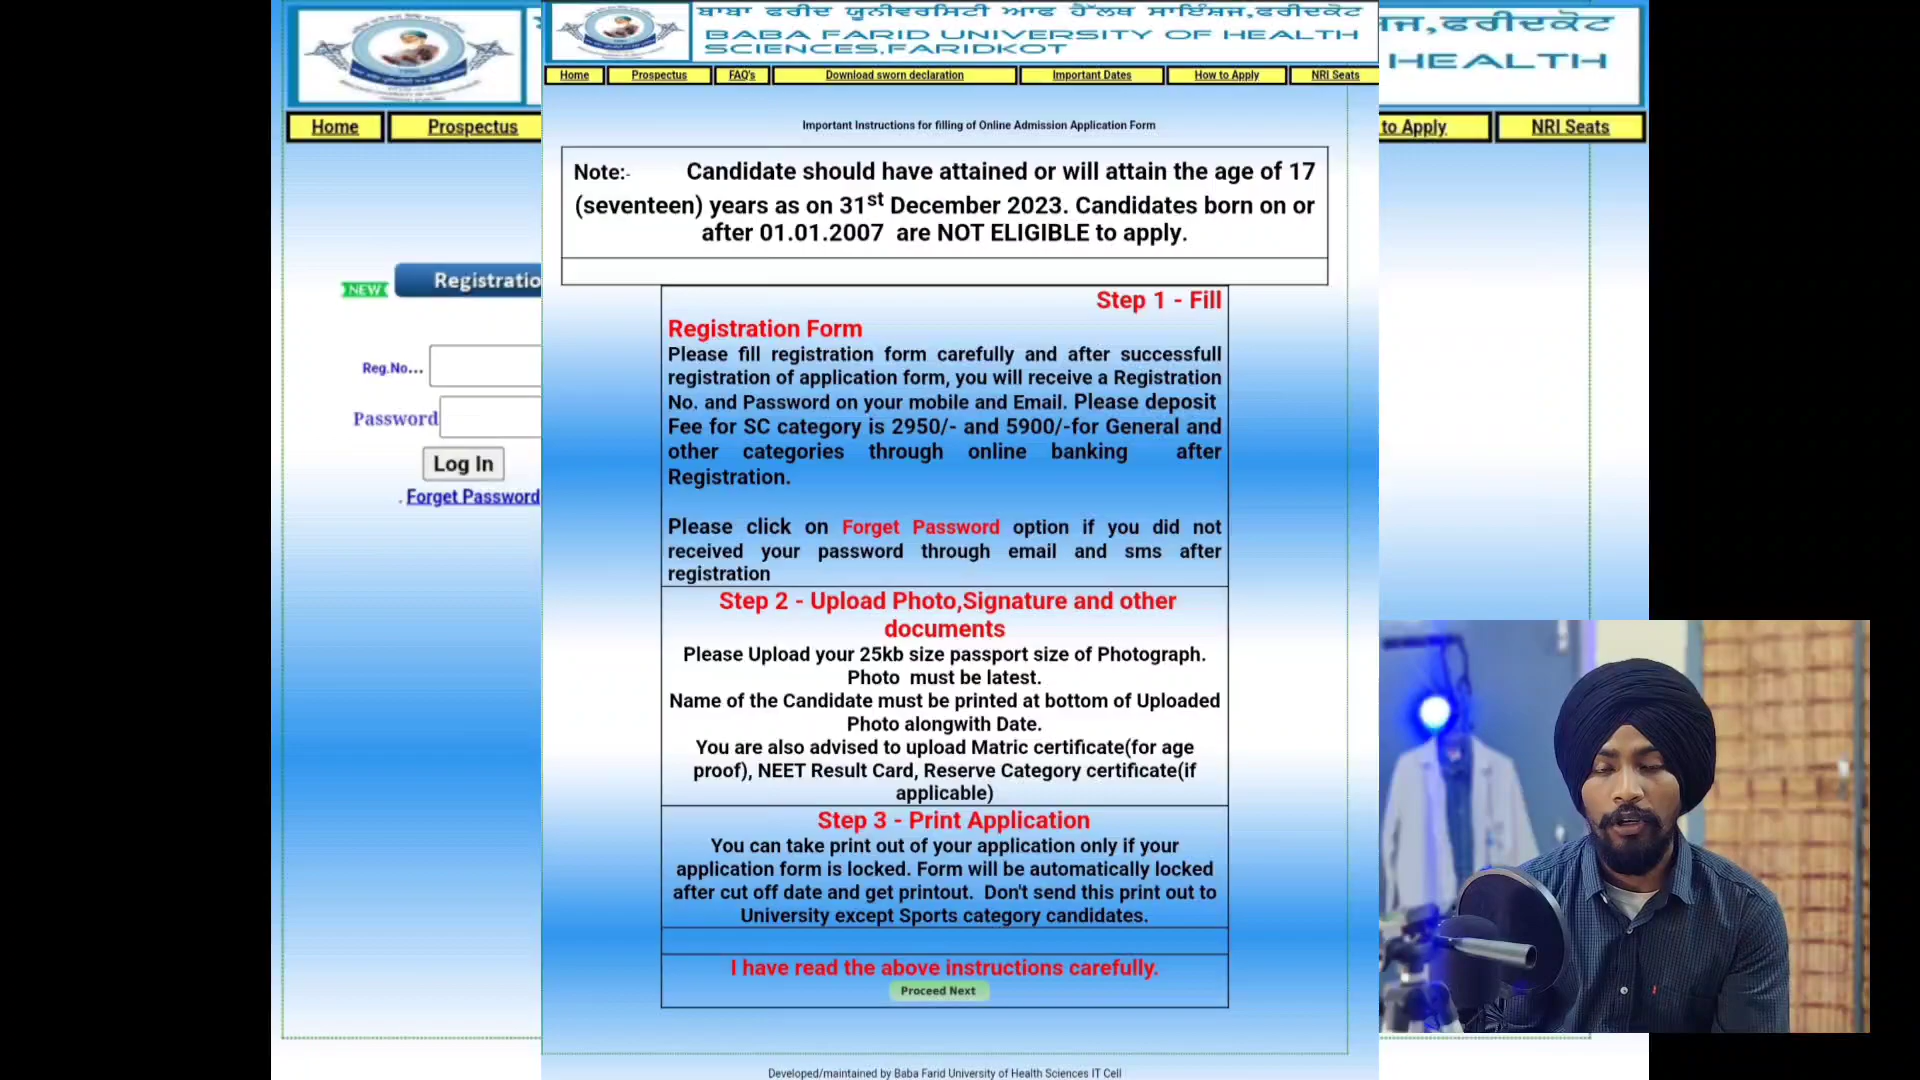 ਬਾਬਾ ਫਰੀਦ ਯੂਨੀਵਰਸਿਟੀ ਆਫ ਹੈੱਲਥ ਸਾਇੰਸਜ,ਫਰੀਦਕੋਟ
BABA FARID UNIVERSITY OF HEALTH
SCIENCES,FARIDKOT
ਜ,ਫਰੀਦਕੋਟ
HEALTH
Home
Prospectus
Home
Prospectus
FAQ's
Download sworn declaration
Important Dates
How to Apply
NRI Seats
to Apply
NRI Seats
NEW
Registratio
Reg.No...
Password
Log In
. Forget Password
Important Instructions for filling of Online Admission Application Form
Note:- Candidate should have attained or will attain the age of 17
(seventeen) years as on 31st December 2023. Candidates born on or
after 01.01.2007 are NOT ELIGIBLE to apply.
Step 1 - Fill
Registration Form
Please fill registration form carefully and after successfull
registration of application form, you will receive a Registration
No. and Password on your mobile and Email. Please deposit
Fee for SC category is 2950/- and 5900/-for General and
other categories through online banking after
Registration.
Please click on Forget Password option if you did not
received your password through email and sms after
registration
Step 2 - Upload Photo,Signature and other
documents
Please Upload your 25kb size passport size of Photograph.
Photo must be latest.
Name of the Candidate must be printed at bottom of Uploaded
Photo alongwith Date.
You are also advised to upload Matric certificate(for age
proof), NEET Result Card, Reserve Category certificate(if
applicable)
Step 3 - Print Application
You can take print out of your application only if your
application form is locked. Form will be automatically locked
after cut off date and get printout. Don't send this print out to
University except Sports category candidates.
I have read the above instructions carefully.
Proceed Next
Developed/maintained by Baba Farid University of Health Sciences IT Cell